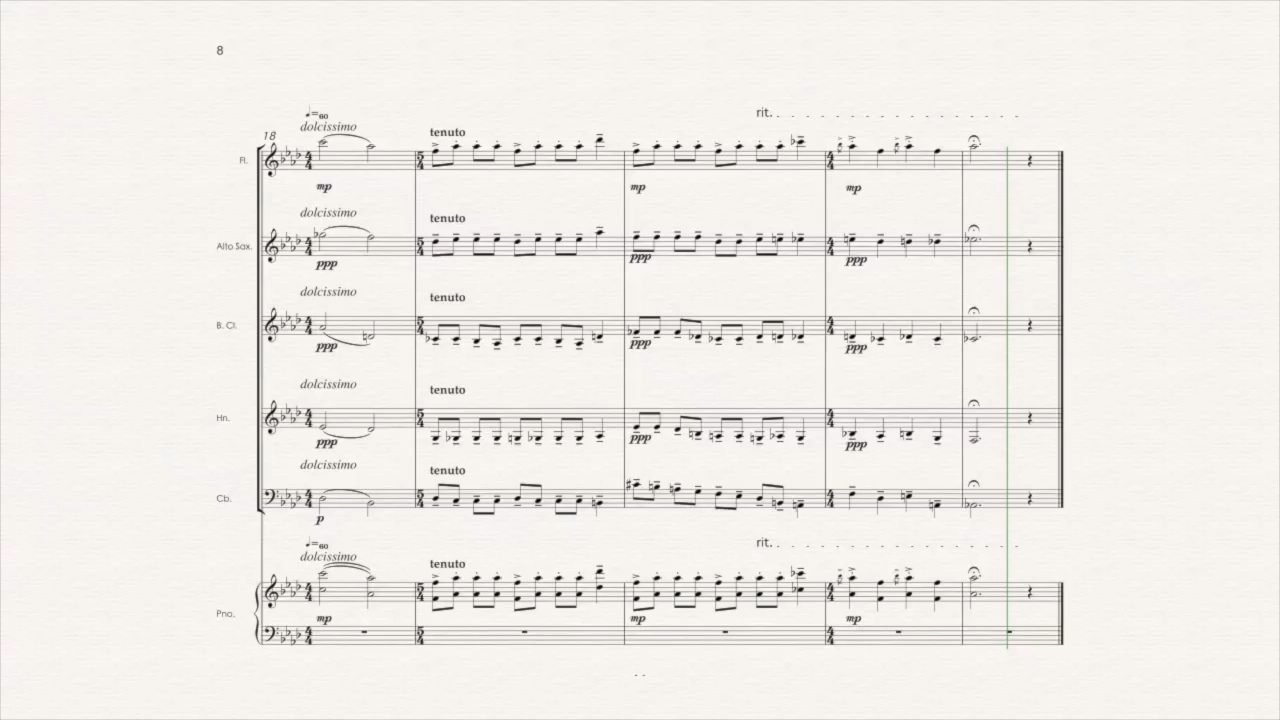 8
♩=60
rit.
dolcissimo
18
tenuto
Fl.
mp
mp
mp
dolcissimo
tenuto
Alto Sax.
ppp
ppp
ppp
dolcissimo
tenuto
B. Cl.
ppp
ppp
ppp
dolcissimo
tenuto
Hn.
ppp
ppp
ppp
dolcissimo
tenuto
Cb.
p
♩=60
rit.
dolcissimo
tenuto
Pno.
mp
mp
mp